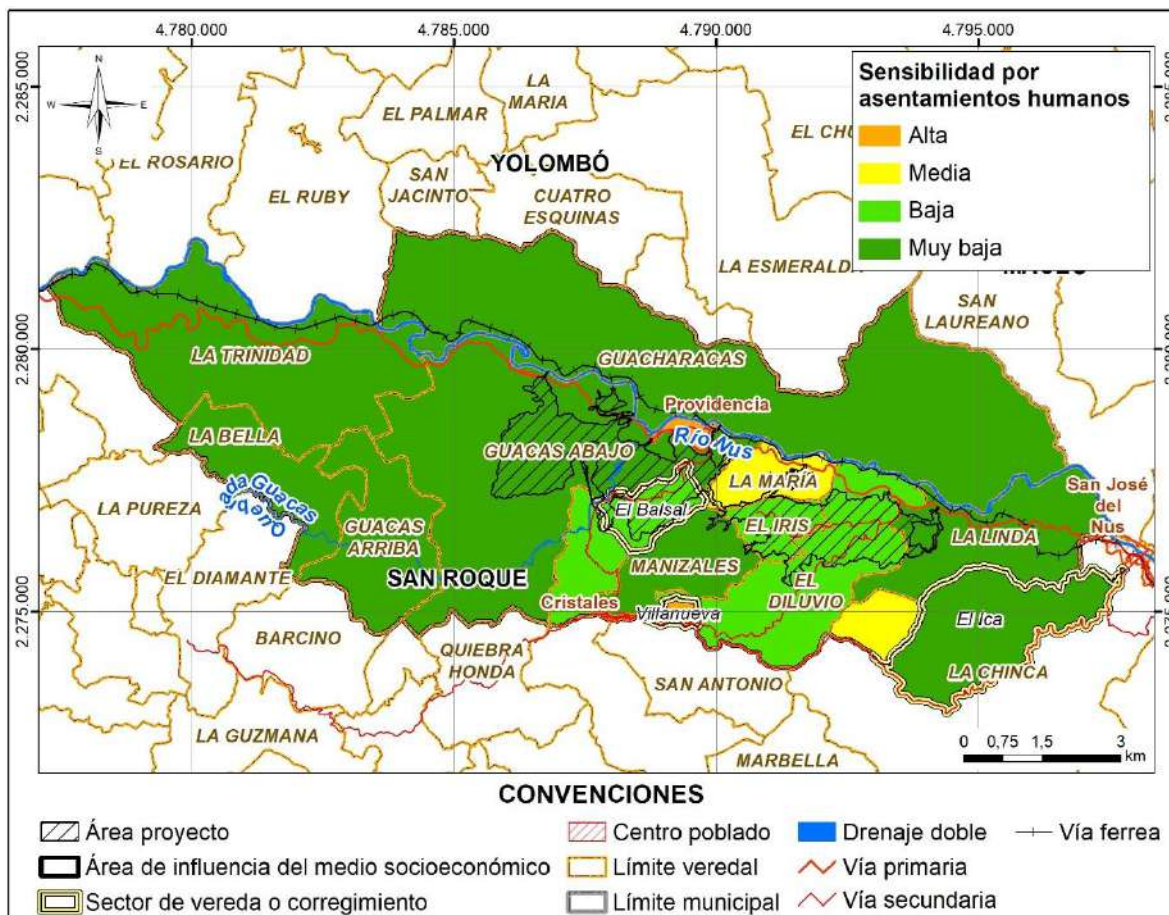 4.780.000
4.785.000
4.790.000
4.795.000
2.285.000
2.280.000
2.275.000
N
W
E
S
Sensibilidad por
asentamientos humanos
Alta
Media
Baja
Muy baja
LA
MARIA
EL PALMAR
EL ROSARIO
YOLOMBÓ
SAN
JACINTO
EL RUBY
CUATRO
ESQUINAS
LA ESMERALDA
SAN
LAUREANO
LA TRINIDAD
GUACHARACAS
Providencia
Río Nus
LA BELLA
GUACAS ABAJO
LA MARÍA
San José
del
Nus
LA PUREZA
Guacas
El Balsal
EL IRIS
GUACAS
ARRIBA
LA LINDA
EL DIAMANTE
SAN ROQUE
MANIZALES
EL
DILUVIO
Cristales
Villanueva
El Ica
BARCINO
QUIEBRA
HONDA
SAN ANTONIO
LA CHINCA
LA GUZMANA
MARBELLA
0 0,75 1,5 3
km
CONVENCIONES
Área proyecto
Centro poblado
Drenaje doble
Vía ferrea
Área de influencia del medio socioeconómico
Límite veredal
Vía primaria
Sector de vereda o corregimiento
Límite municipal
Vía secundaria